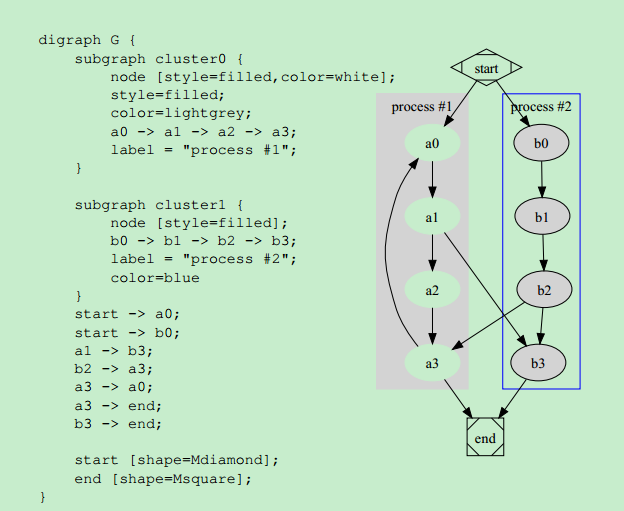 digraph G {
    subgraph cluster0 {
        node [style=filled,color=white];
        style=filled;
        color=lightgrey;
        a0 -> a1 -> a2 -> a3;
        label = "process #1";
    }

    subgraph cluster1 {
        node [style=filled];
        b0 -> b1 -> b2 -> b3;
        label = "process #2";
        color=blue
    }
    start -> a0;
    start -> b0;
    a1 -> b3;
    b2 -> a3;
    a3 -> a0;
    a3 -> end;
    b3 -> end;

    start [shape=Mdiamond];
    end [shape=Msquare];
}
start
process #1
process #2
a0
b0
a1
b1
a2
b2
a3
b3
end